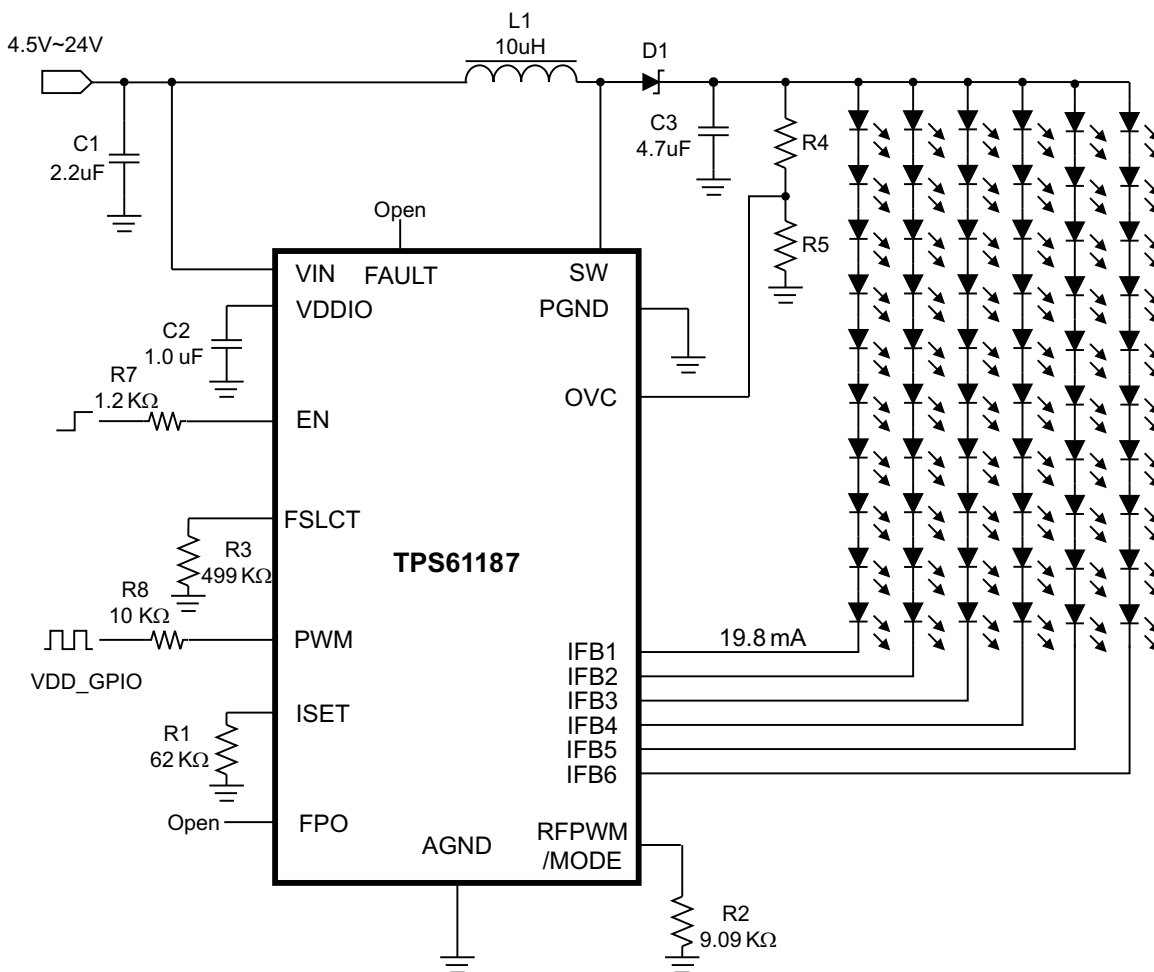 L1
10uH
4.5V~24V
D1
C1
2.2uF
C3
4.7uF
R4
R5
Open
VIN
FAULT
SW
VDDIO
PGND
C2
1.0 uF
OVC
R7
1.2 KΩ
EN
FSLCT
R3
499 KΩ
TPS61187
R8
10 KΩ
PWM
VDD_GPIO
19.8 mA
IFB1
IFB2
IFB3
IFB4
IFB5
IFB6
ISET
R1
62 KΩ
Open
FPO
AGND
RFPWM
/MODE
R2
9.09 KΩ